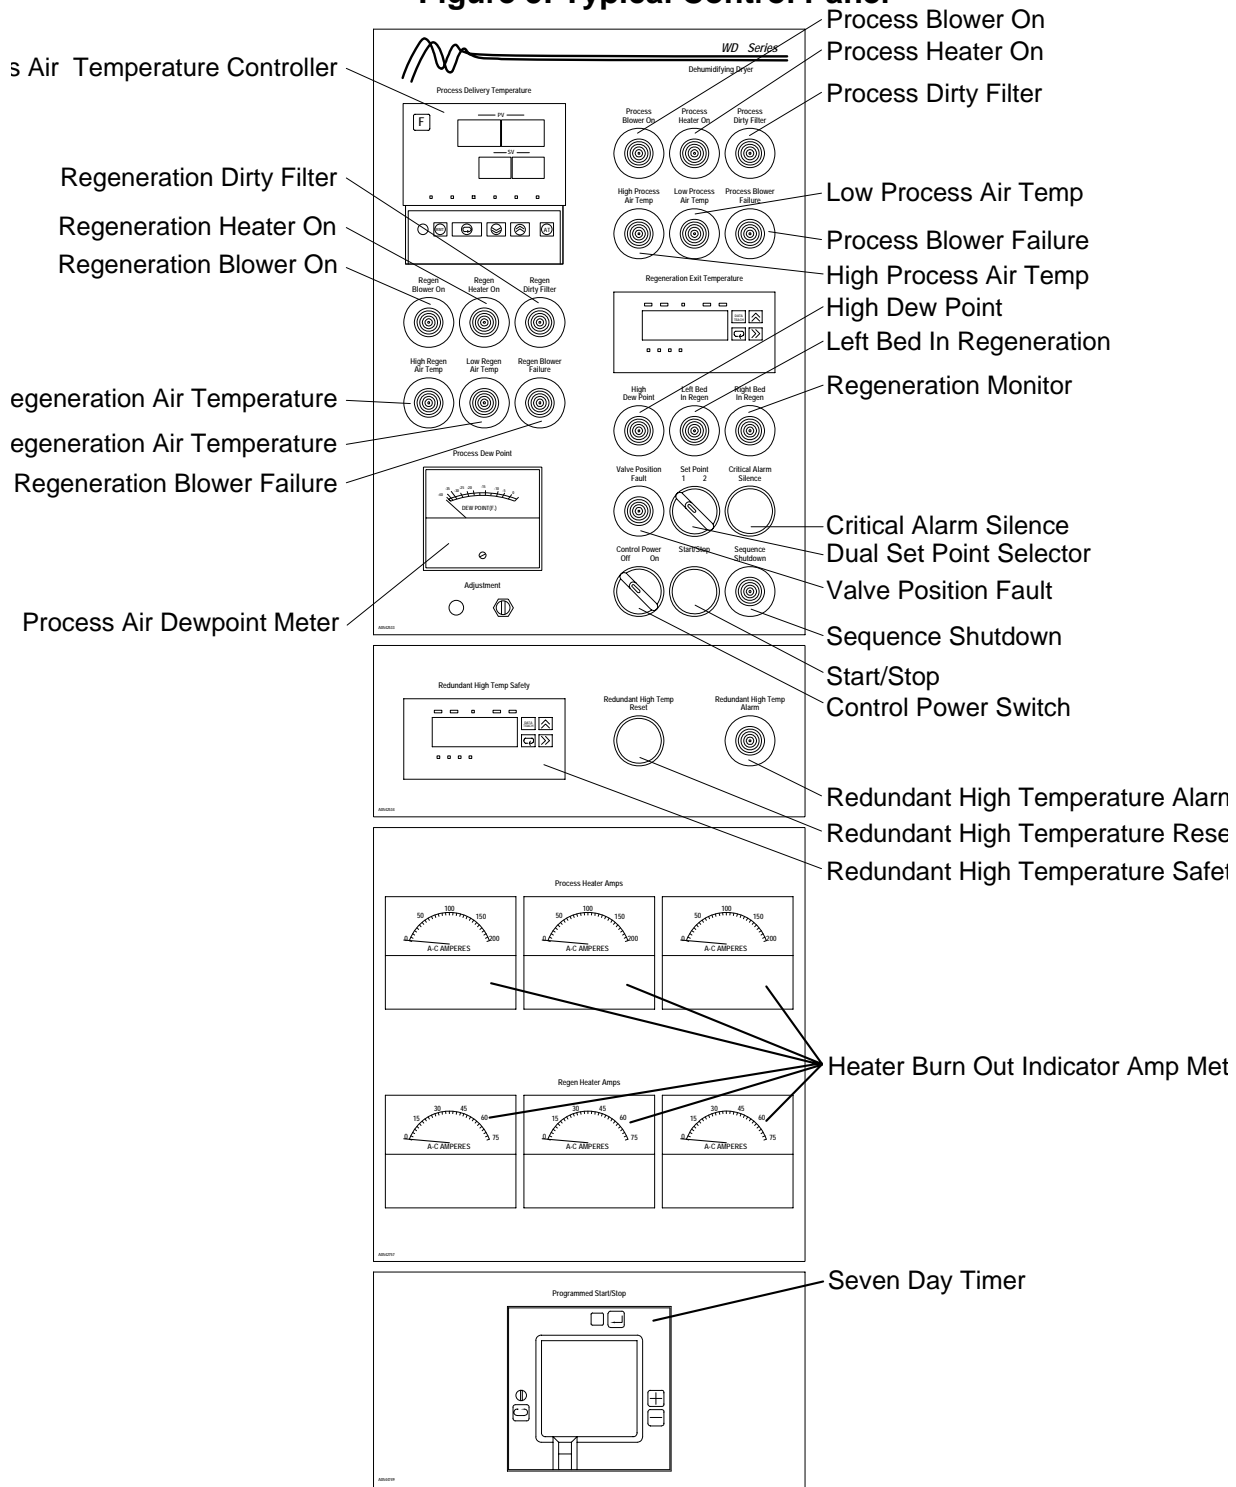 Figure 3. Typical Control Panel
Process Blower On
Process Heater On
Process Dirty Filter
Low Process Air Temp
Process Blower Failure
High Process Air Temp
High Dew Point
Left Bed In Regeneration
Regeneration Monitor
Critical Alarm Silence
Dual Set Point Selector
Valve Position Fault
Sequence Shutdown
Start/Stop
Control Power Switch
Redundant High Temperature Alarm
Redundant High Temperature Rese
Redundant High Temperature Safet
Heater Burn Out Indicator Amp Met
Seven Day Timer
s Air Temperature Controller
Regeneration Dirty Filter
Regeneration Heater On
Regeneration Blower On
egeneration Air Temperature
egeneration Air Temperature
Regeneration Blower Failure
Process Air Dewpoint Meter
WD Series
Dehumidifying Dryer
Process Delivery Temperature
F
PV
SV
AT
Process
Blower On
Process
Heater On
Process
Dirty Filter
High Process
Air Temp
Low Process
Air Temp
Process Blower
Failure
Regen
Blower On
Regen
Heater On
Regen
Dirty Filter
High Regen
Air Temp
Low Regen
Air Temp
Regen Blower
Failure
Regeneration Exit Temperature
High
Dew Point
Left Bed
In Regen
Right Bed
In Regen
Valve Position
Fault
Set Point
1 2
Critical Alarm
Silence
Control Power
Off On
Start/Stop
Sequence
Shutdown
Process Dew Point
DEW POINT(F.)
Adjustment
Redundant High Temp Safety
Redundant High Temp
Reset
Redundant High Temp
Alarm
Process Heater Amps
0 50 100 150 200
A-C AMPERES
0 50 100 150 200
A-C AMPERES
0 50 100 150 200
A-C AMPERES
Regen Heater Amps
0 15 30 45 60 75
A-C AMPERES
0 15 30 45 60 75
A-C AMPERES
0 15 30 45 60 75
A-C AMPERES
Programmed Start/Stop